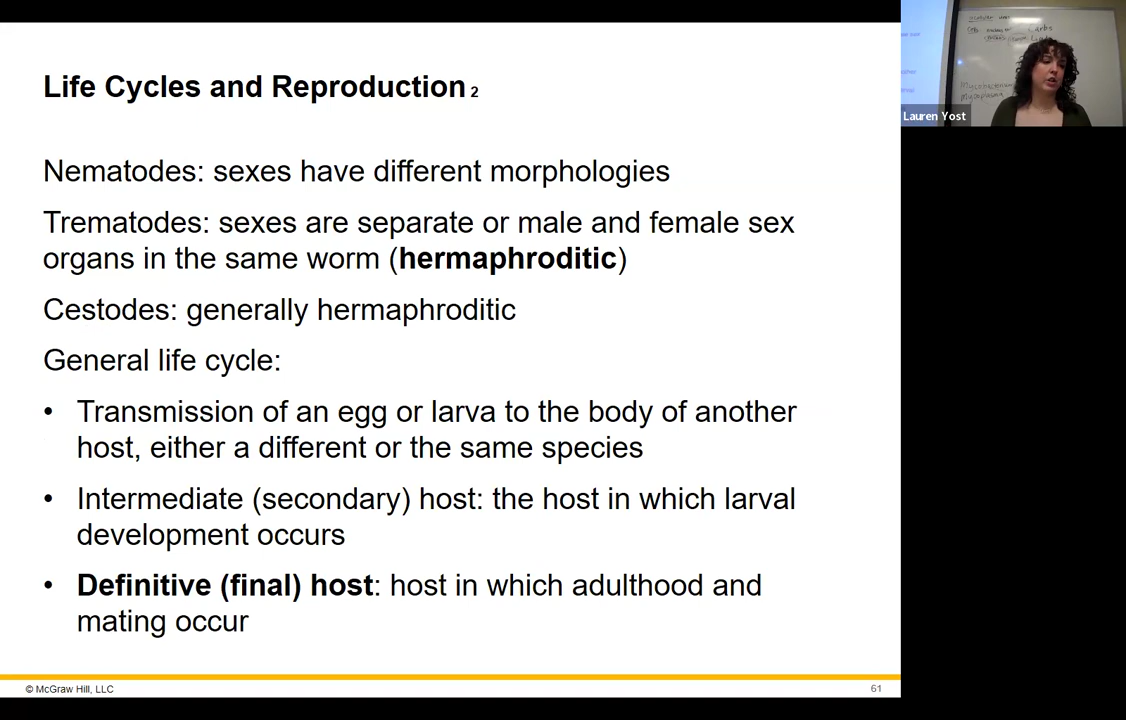 Life Cycles and Reproduction 2
Nematodes: sexes have different morphologies
Trematodes: sexes are separate or male and female sex
organs in the same worm (hermaphroditic)
Cestodes: generally hermaphroditic
General life cycle:
• Transmission of an egg or larva to the body of another
host, either a different or the same species
• Intermediate (secondary) host: the host in which larval
development occurs
• Definitive (final) host: host in which adulthood and
mating occur
© McGraw Hill, LLC
61
Carbs
Mycobacterium
Mycoplasma
Lauren Yost